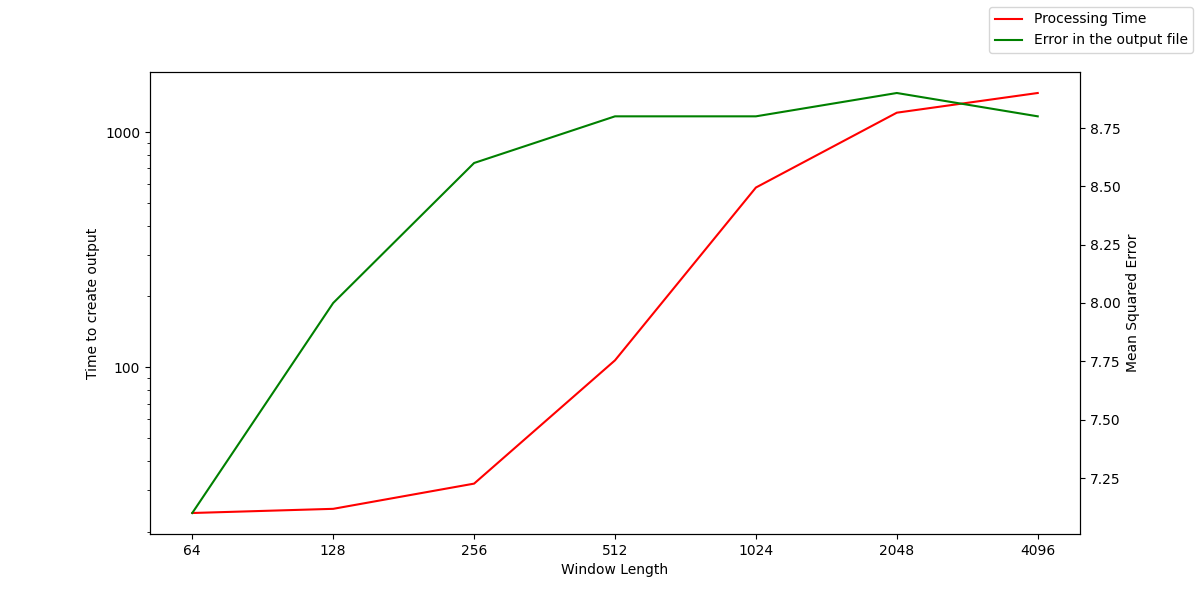 Processing Time
Error in the output file
1000
100
Time to create output
8.75
8.50
8.25
8.00
7.75
7.50
7.25
Mean Squared Error
64 128 256 512 1024 2048 4096
Window Length